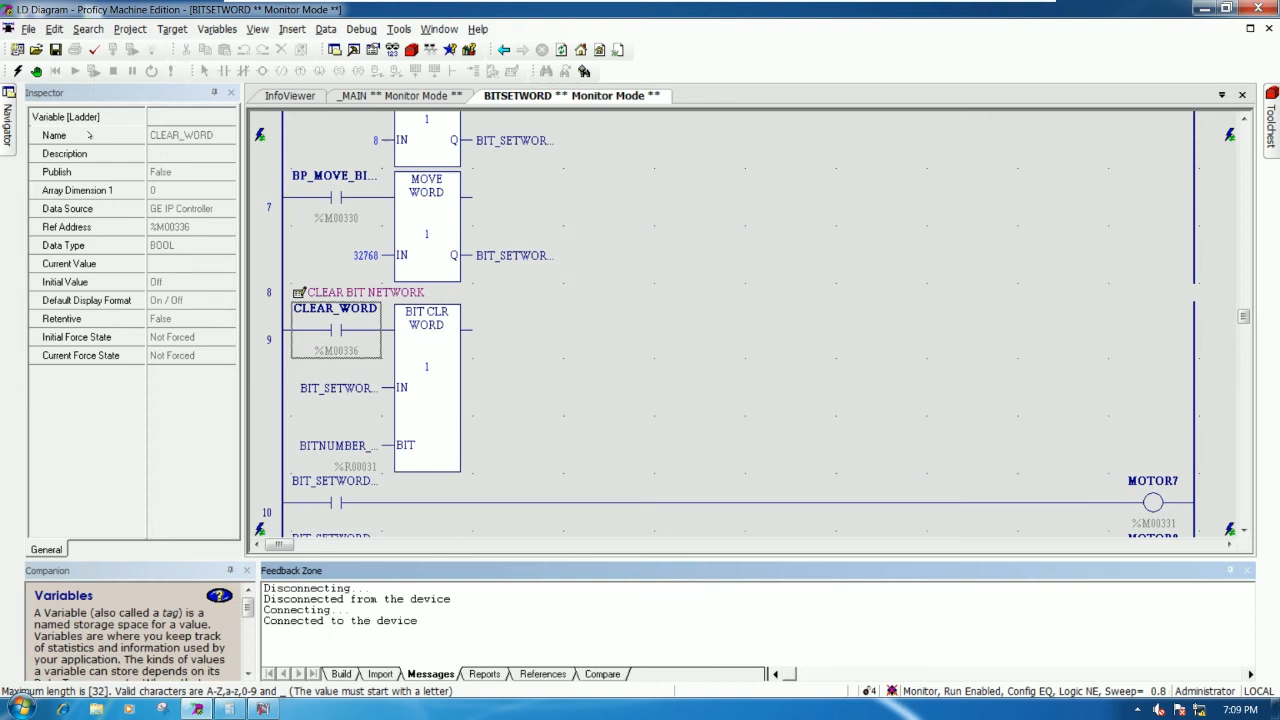 LD Diagram - Proficy Machine Edition - [BITSETWORD ** Monitor Mode **]
File Edit Search Project Target Variables View Insert Data Debug Tools Window Help
Navigator
Inspector
Variable [Ladder]
Name CLEAR_WORD
Description
Publish False
Array Dimension 1 0
Data Source GE IP Controller
Ref Address %M00336
Data Type BOOL
Current Value
Initial Value Off
Default Display Format On / Off
Retentive False
Initial Force State Not Forced
Current Force State Not Forced
General
InfoViewer _MAIN ** Monitor Mode ** BITSETWORD ** Monitor Mode **
1
8 IN Q BIT_SETWOR...
BP_MOVE_BI... MOVE
WORD
7
%M00330
1
32768 IN Q BIT_SETWOR...
8 CLEAR BIT NETWORK
CLEAR_WORD BIT CLR
WORD
9
%M00336
1
BIT_SETWOR... IN
BITNUMBER_... BIT
%R00031
BIT_SETWORD... MOTOR7
10
%M00331
BIT_SETWORD MOTOR8
Toolchest
Companion
Variables
A Variable (also called a tag) is a
named storage space for a value.
Variables are where you keep track
of statistics and information used by
your application. The kinds of values
a variable can store depends on its
Feedback Zone
Disconnecting...
Disconnected from the device
Connecting...
Connected to the device
Build Import Messages Reports References Compare
Maximum length is [32]. Valid characters are A-Z,a-z,0-9 and _ (The value must start with a letter)
4 Monitor, Run Enabled, Config EQ, Logic NE, Sweep= 0.8 Administrator LOCAL
7:09 PM